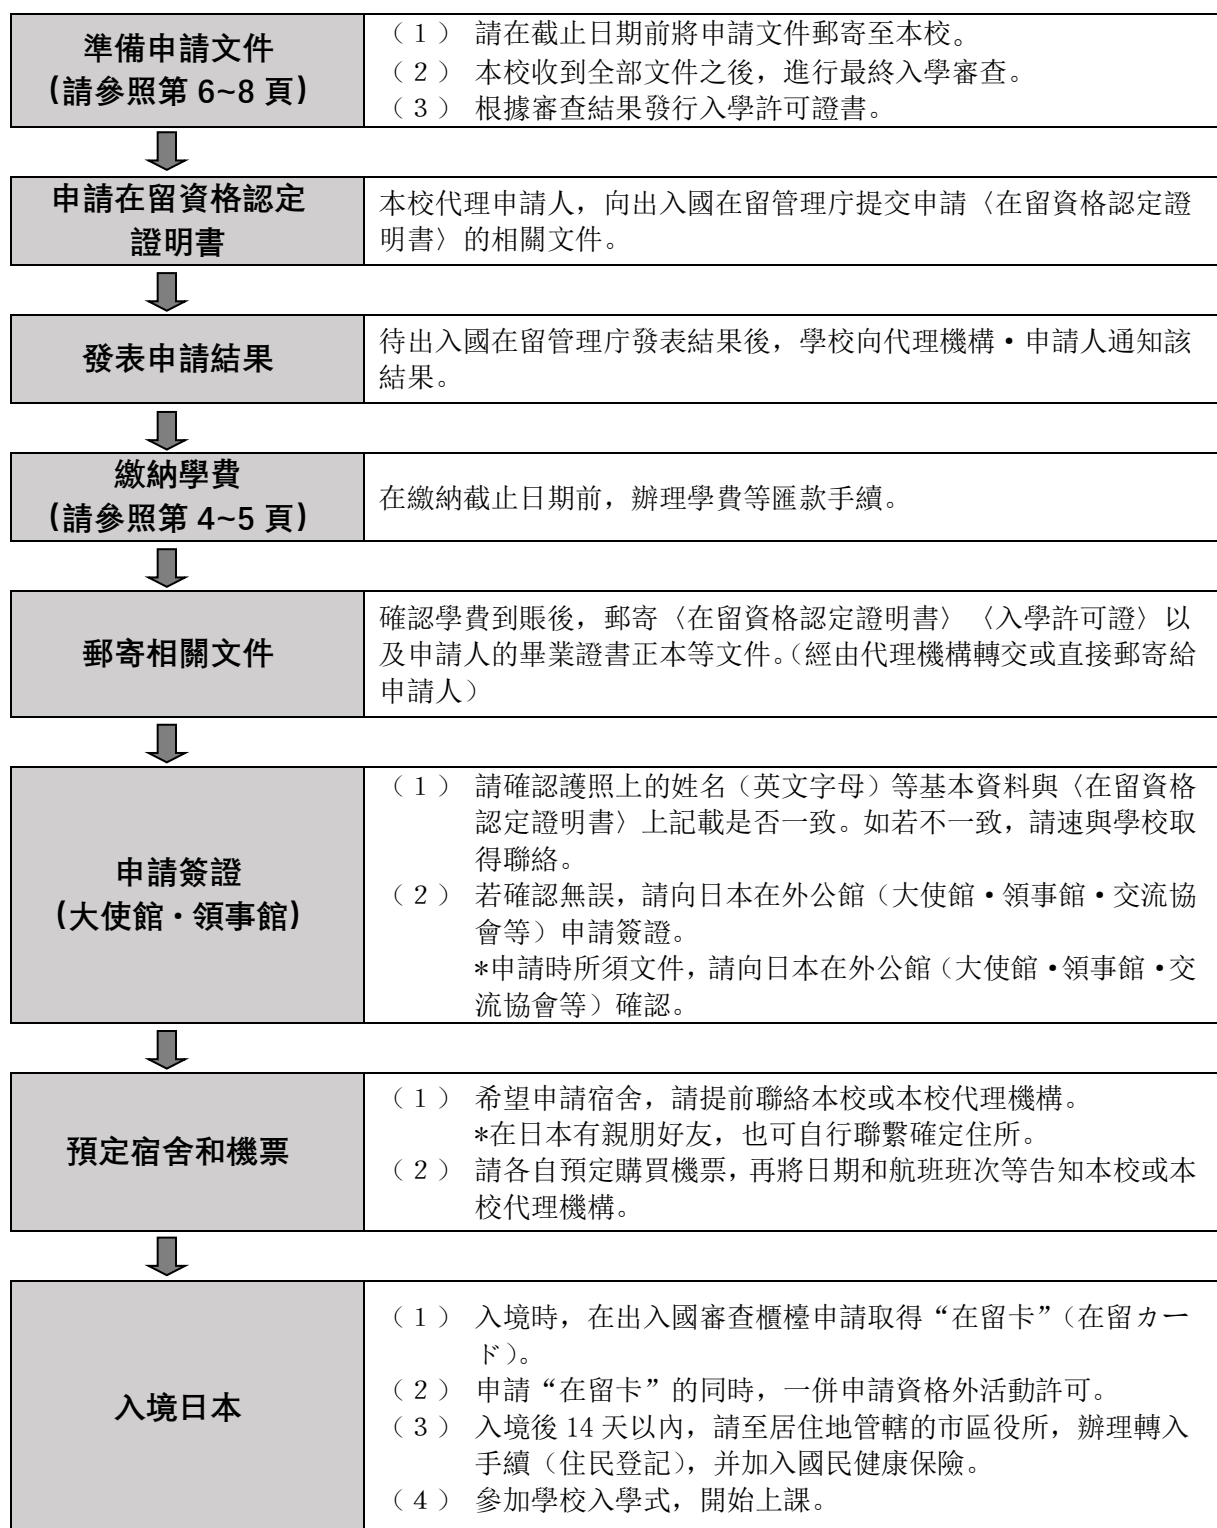 準備申請文件
(請參照第 6~8 頁)
（１） 請在截止日期前將申請文件郵寄至本校。
（２） 本校收到全部文件之後，進行最終入學審查。
（３） 根據審查結果發行入學許可證書。
申請在留資格認定
證明書
本校代理申請人，向出入國在留管理庁提交申請〈在留資格認定證
明書〉的相關文件。
發表申請結果
待出入國在留管理庁發表結果後，學校向代理機構・申請人通知該
結果。
繳納學費
(請參照第 4~5 頁)
在繳納截止日期前，辦理學費等匯款手續。
郵寄相關文件
確認學費到賬後，郵寄〈在留資格認定證明書〉〈入學許可證〉以
及申請人的畢業證書正本等文件。（經由代理機構轉交或直接郵寄給
申請人）
申請簽證
(大使館・領事館)
（１） 請確認護照上的姓名（英文字母）等基本資料與〈在留資格
認定證明書〉上記載是否一致。如若不一致，請速與學校取
得聯絡。
（２） 若確認無誤，請向日本在外公館（大使館・領事館・交流協
會等）申請簽證。
*申請時所須文件，請向日本在外公館（大使館・領事館・交
流協會等）確認。
預定宿舍和機票
（１） 希望申請宿舍，請提前聯絡本校或本校代理機構。
*在日本有親朋好友，也可自行聯繫確定住所。
（２） 請各自預定購買機票，再將日期和航班班次等告知本校或本
校代理機構。
入境日本
（１） 入境時，在出入國審查櫃檯申請取得“在留卡”（在留カー
ド）。
（２） 申請“在留卡”的同時，一併申請資格外活動許可。
（３） 入境後 14 天以內，請至居住地管轄的市區役所，辦理轉入
手續（住民登記），并加入國民健康保險。
（４） 參加學校入學式，開始上課。